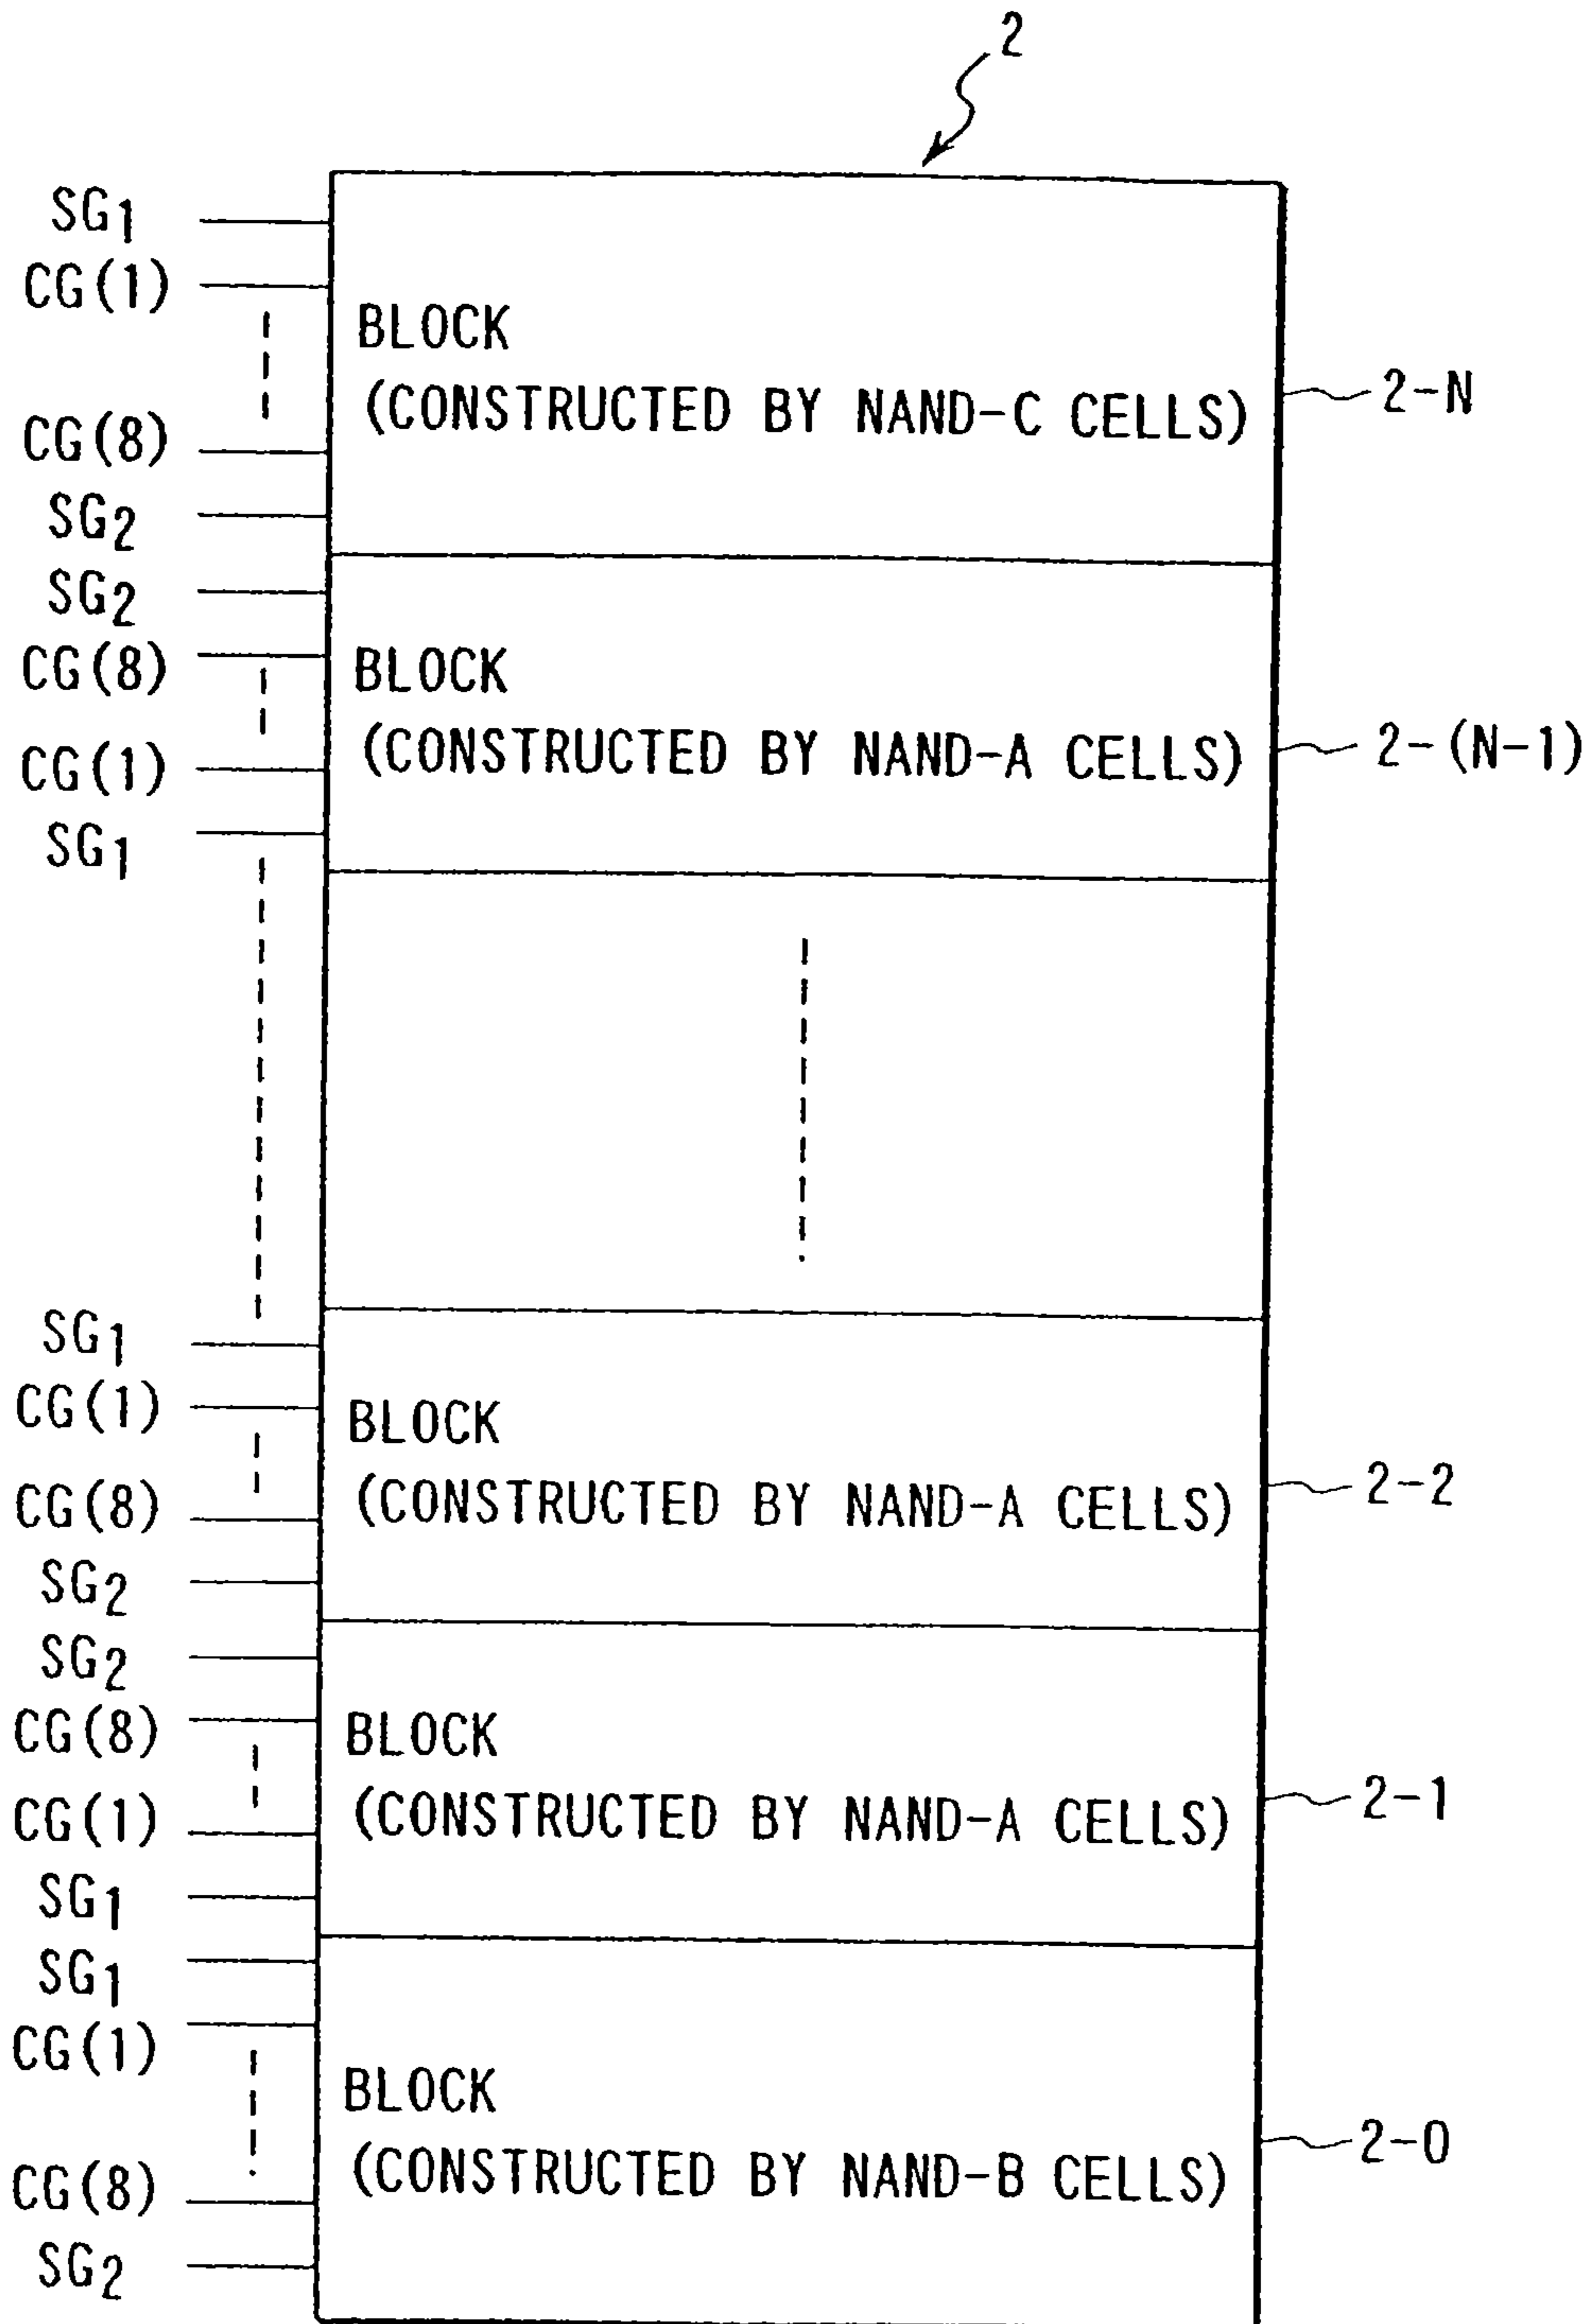 2
SG1
CG(1)
BLOCK
(CONSTRUCTED BY NAND-C CELLS)
2-N
CG(8)
SG2
SG2
CG(8)
BLOCK
(CONSTRUCTED BY NAND-A CELLS)
2-(N-1)
CG(1)
SG1
SG1
CG(1)
BLOCK
(CONSTRUCTED BY NAND-A CELLS)
2-2
CG(8)
SG2
SG2
CG(8)
BLOCK
(CONSTRUCTED BY NAND-A CELLS)
2-1
CG(1)
SG1
SG1
CG(1)
BLOCK
(CONSTRUCTED BY NAND-B CELLS)
2-0
CG(8)
SG2